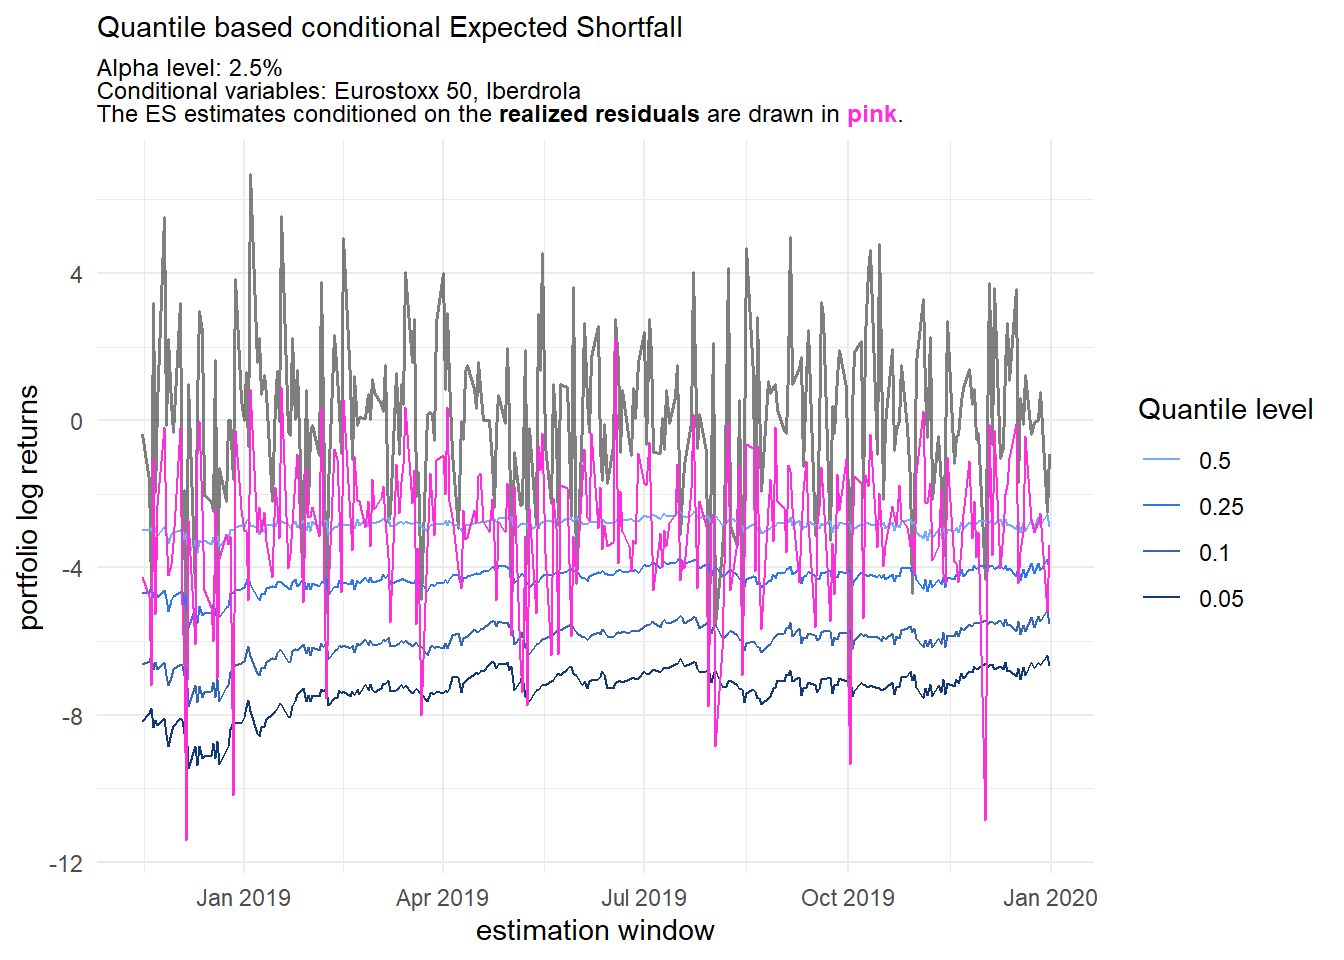 Quantile based conditional Expected Shortfall
Alpha level: 2.5%
Conditional variables: Eurostoxx 50, Iberdrola
The ES estimates conditioned on the realized residuals are drawn in pink.
portfolio log returns
4
0
-4
-8
-12
Jan 2019
Apr 2019
Jul 2019
Oct 2019
Jan 2020
estimation window
Quantile level
0.5
0.25
0.1
0.05